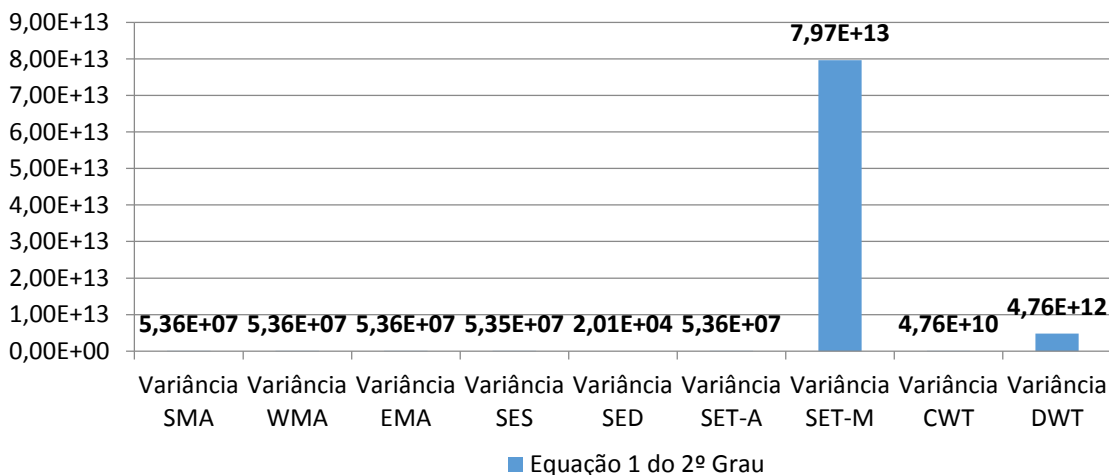 9,00E+13
8,00E+13
7,00E+13
6,00E+13
5,00E+13
4,00E+13
3,00E+13
2,00E+13
1,00E+13
0,00E+00
5,36E+07
5,36E+07
5,36E+07
5,35E+07
2,01E+04
5,36E+07
7,97E+13
4,76E+10
4,76E+12
Variância
SMA
Variância
WMA
Variância
EMA
Variância
SES
Variância
SED
Variância
SET-A
Variância
SET-M
Variância
CWT
Variância
DWT
Equação 1 do 2º Grau